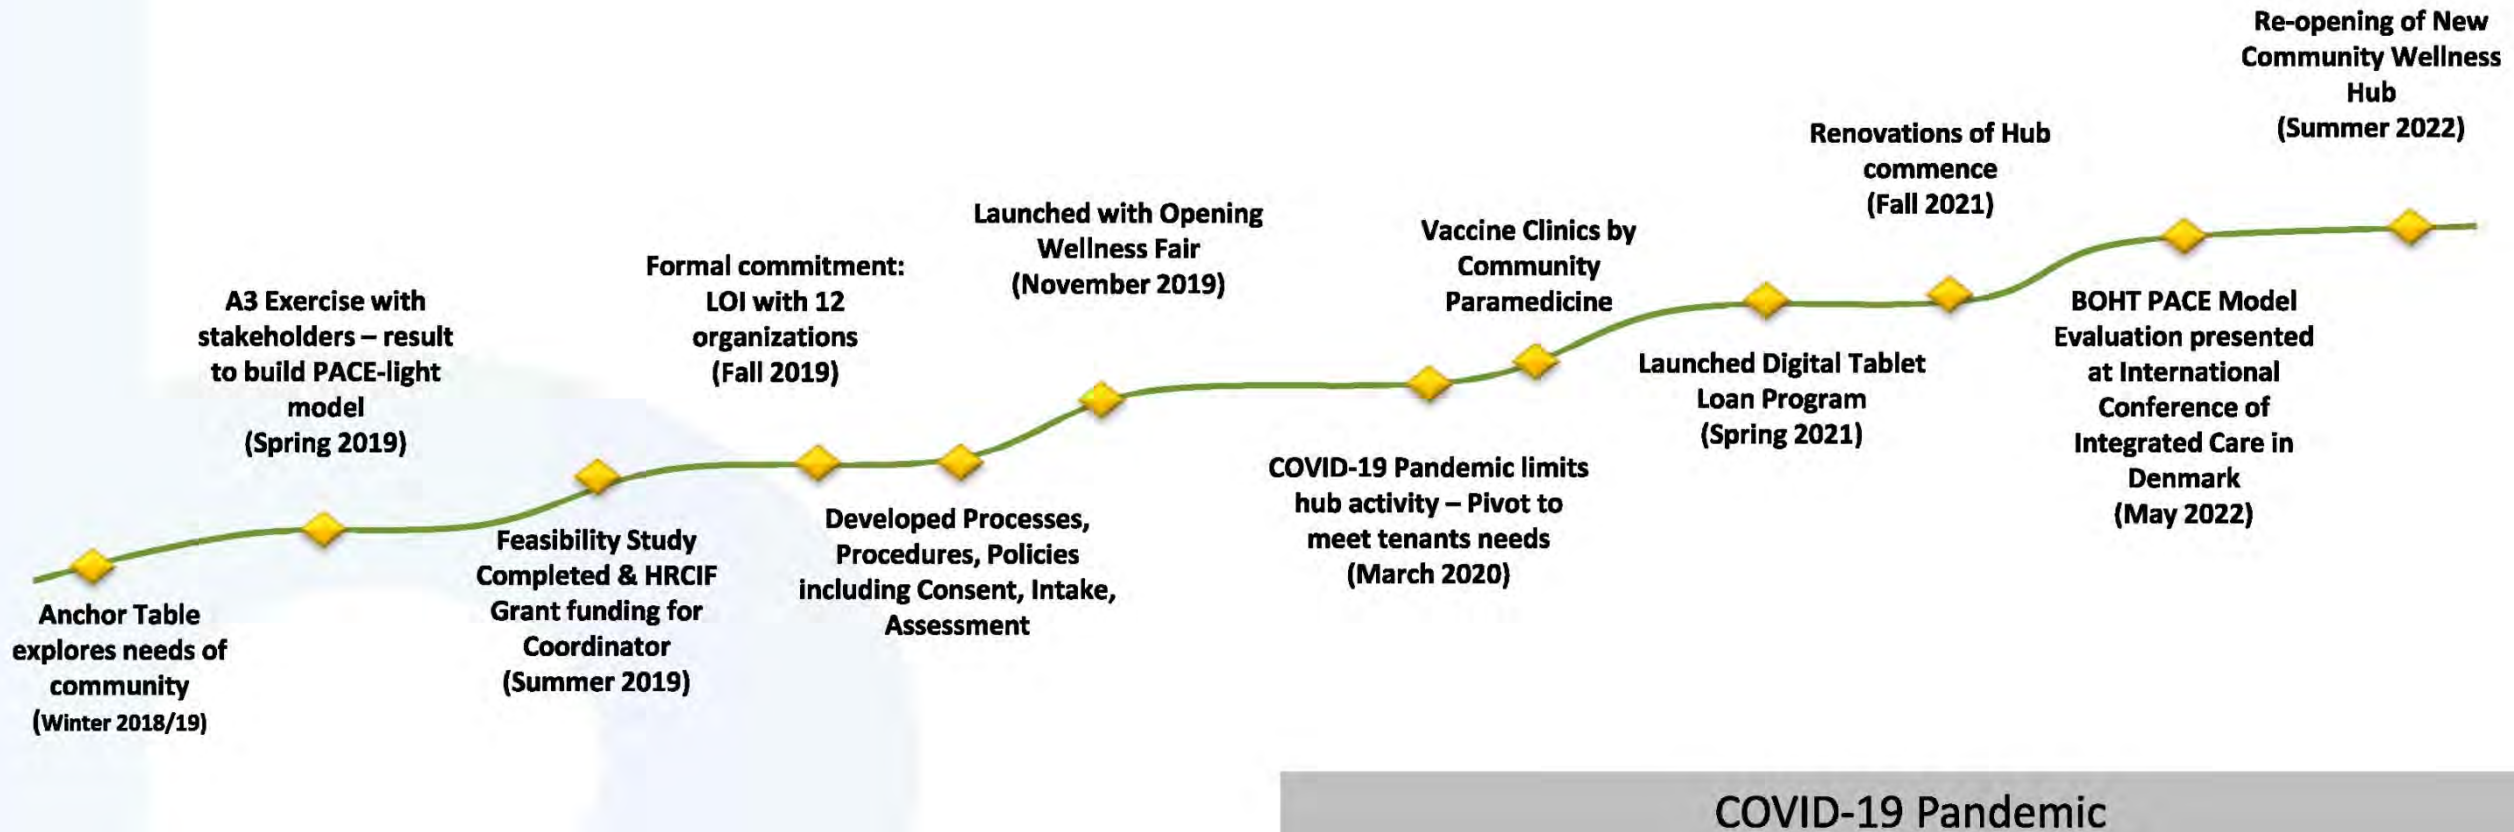 Anchor Table
explores needs of
community
(Winter 2018/19)
A3 Exercise with
stakeholders – result
to build PACE-light
model
(Spring 2019)
Feasibility Study
Completed & HRCIF
Grant funding for
Coordinator
(Summer 2019)
Formal commitment:
LOI with 12
organizations
(Fall 2019)
Developed Processes,
Procedures, Policies
including Consent, Intake,
Assessment
Launched with Opening
Wellness Fair
(November 2019)
COVID-19 Pandemic limits
hub activity – Pivot to
meet tenants needs
(March 2020)
Vaccine Clinics by
Community
Paramedicine
Launched Digital Tablet
Loan Program
(Spring 2021)
Renovations of Hub
commence
(Fall 2021)
BOHT PACE Model
Evaluation presented
at International
Conference of
Integrated Care in
Denmark
(May 2022)
Re-opening of New
Community Wellness
Hub
(Summer 2022)
COVID-19 Pandemic